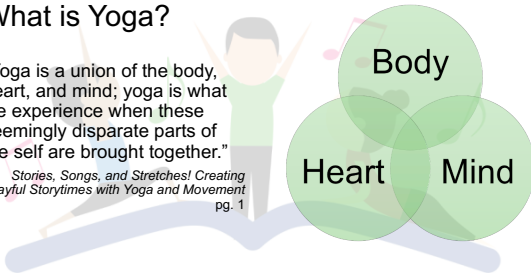 What is Yoga?
Yoga is a union of the body,
eart, and mind; yoga is what
e experience when these
eemingly disparate parts of
e self are brought together.”
Stories, Songs, and Stretches! Creating
ayful Storytimes with Yoga and Movement
pg. 1
Body
Heart
Mind